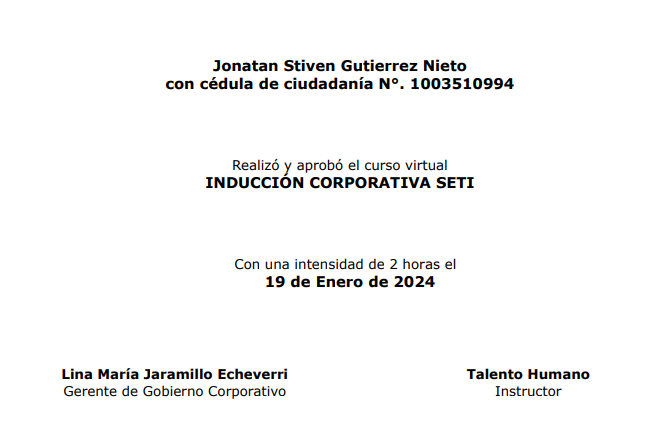 Jonatan Stiven Gutierrez Nieto
con cédula de ciudadanía N°. 1003510994
Realizó y aprobó el curso virtual
INDUCCIÓN CORPORATIVA SETI
Con una intensidad de 2 horas el
19 de Enero de 2024
Lina María Jaramillo Echeverri
Gerente de Gobierno Corporativo
Talento Humano
Instructor